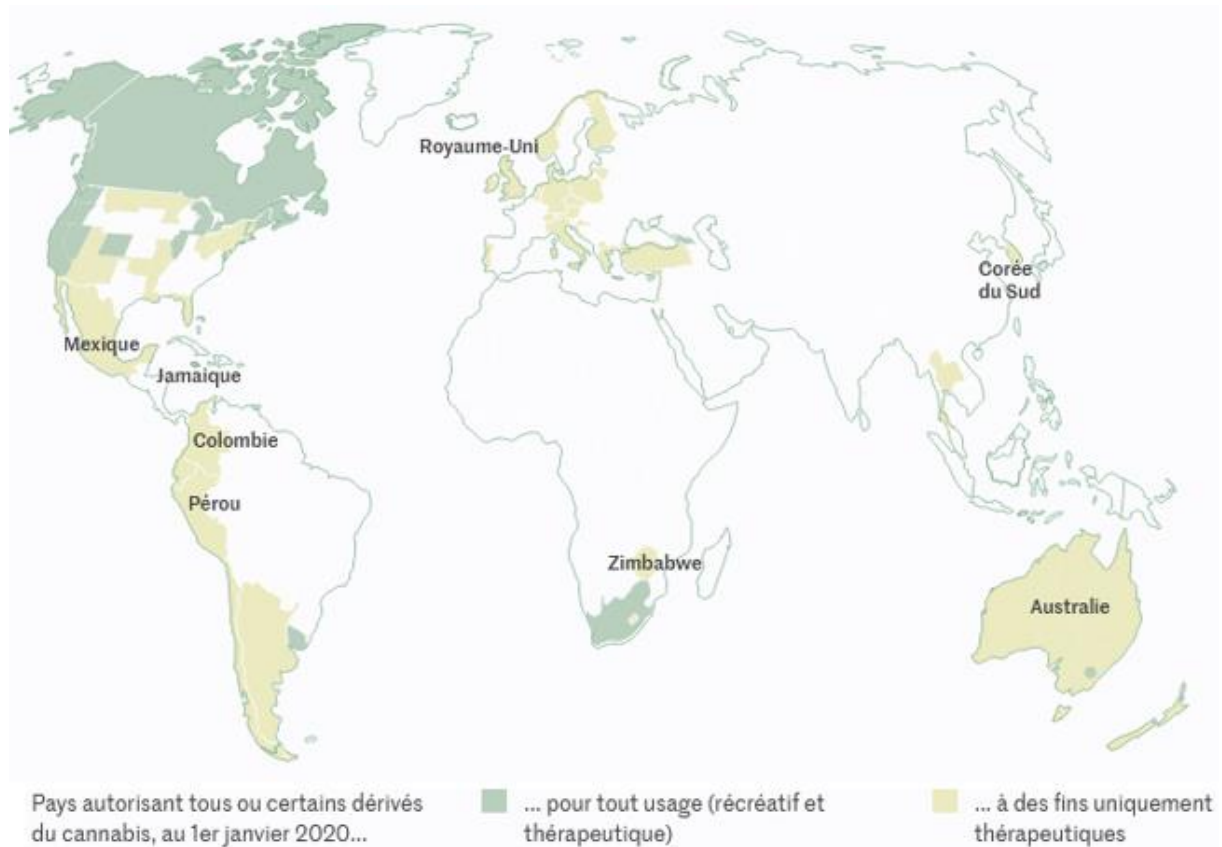 Royaume-Uni
Corée
du Sud
Mexique
Jamaique
Colombie
Pérou
Zimbabwe
Australie
Pays autorisant tous ou certains dérivés
du cannabis, au 1er janvier 2020...
... pour tout usage (récréatif et
thérapeutique)
... à des fins uniquement
thérapeutiques